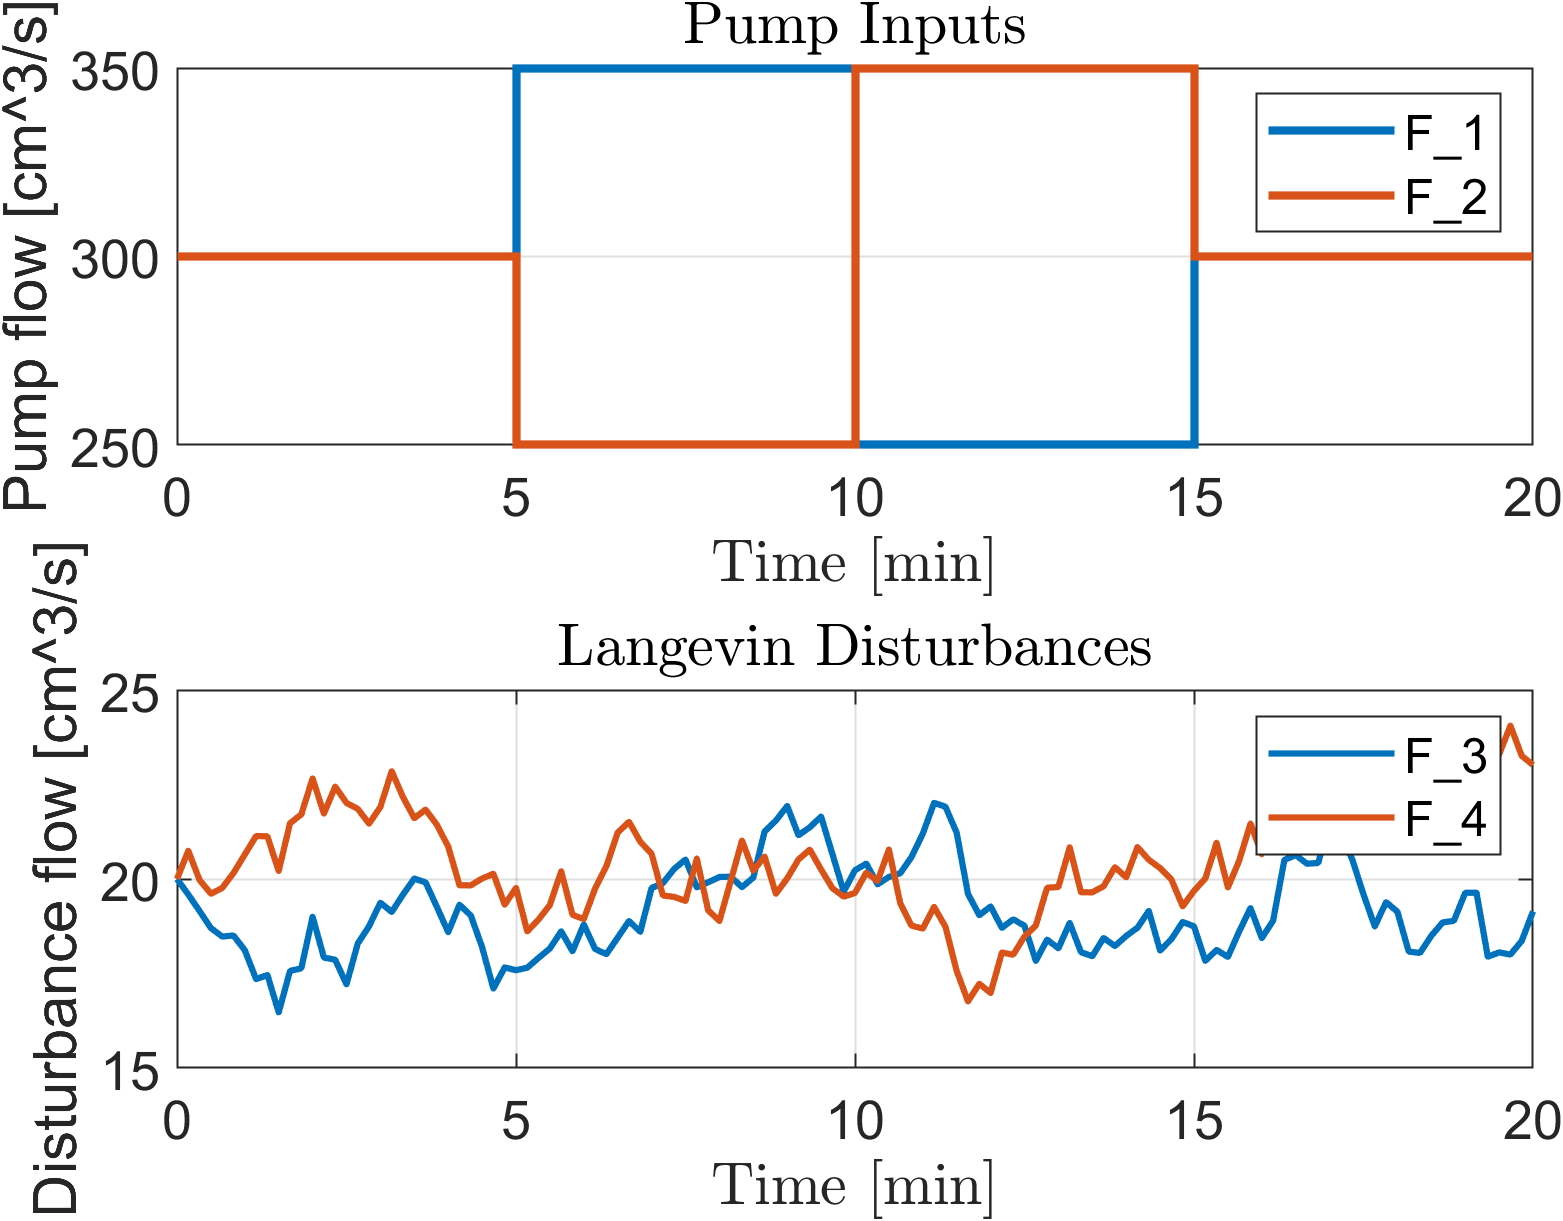 Pump Inputs
Pump flow [cm^3/s]
350
300
250
F_1
F_2
0 5 10 15 20
Time [min]
Langevin Disturbances
Disturbance flow [cm^3/s]
25
20
15
F_3
F_4
0 5 10 15 20
Time [min]